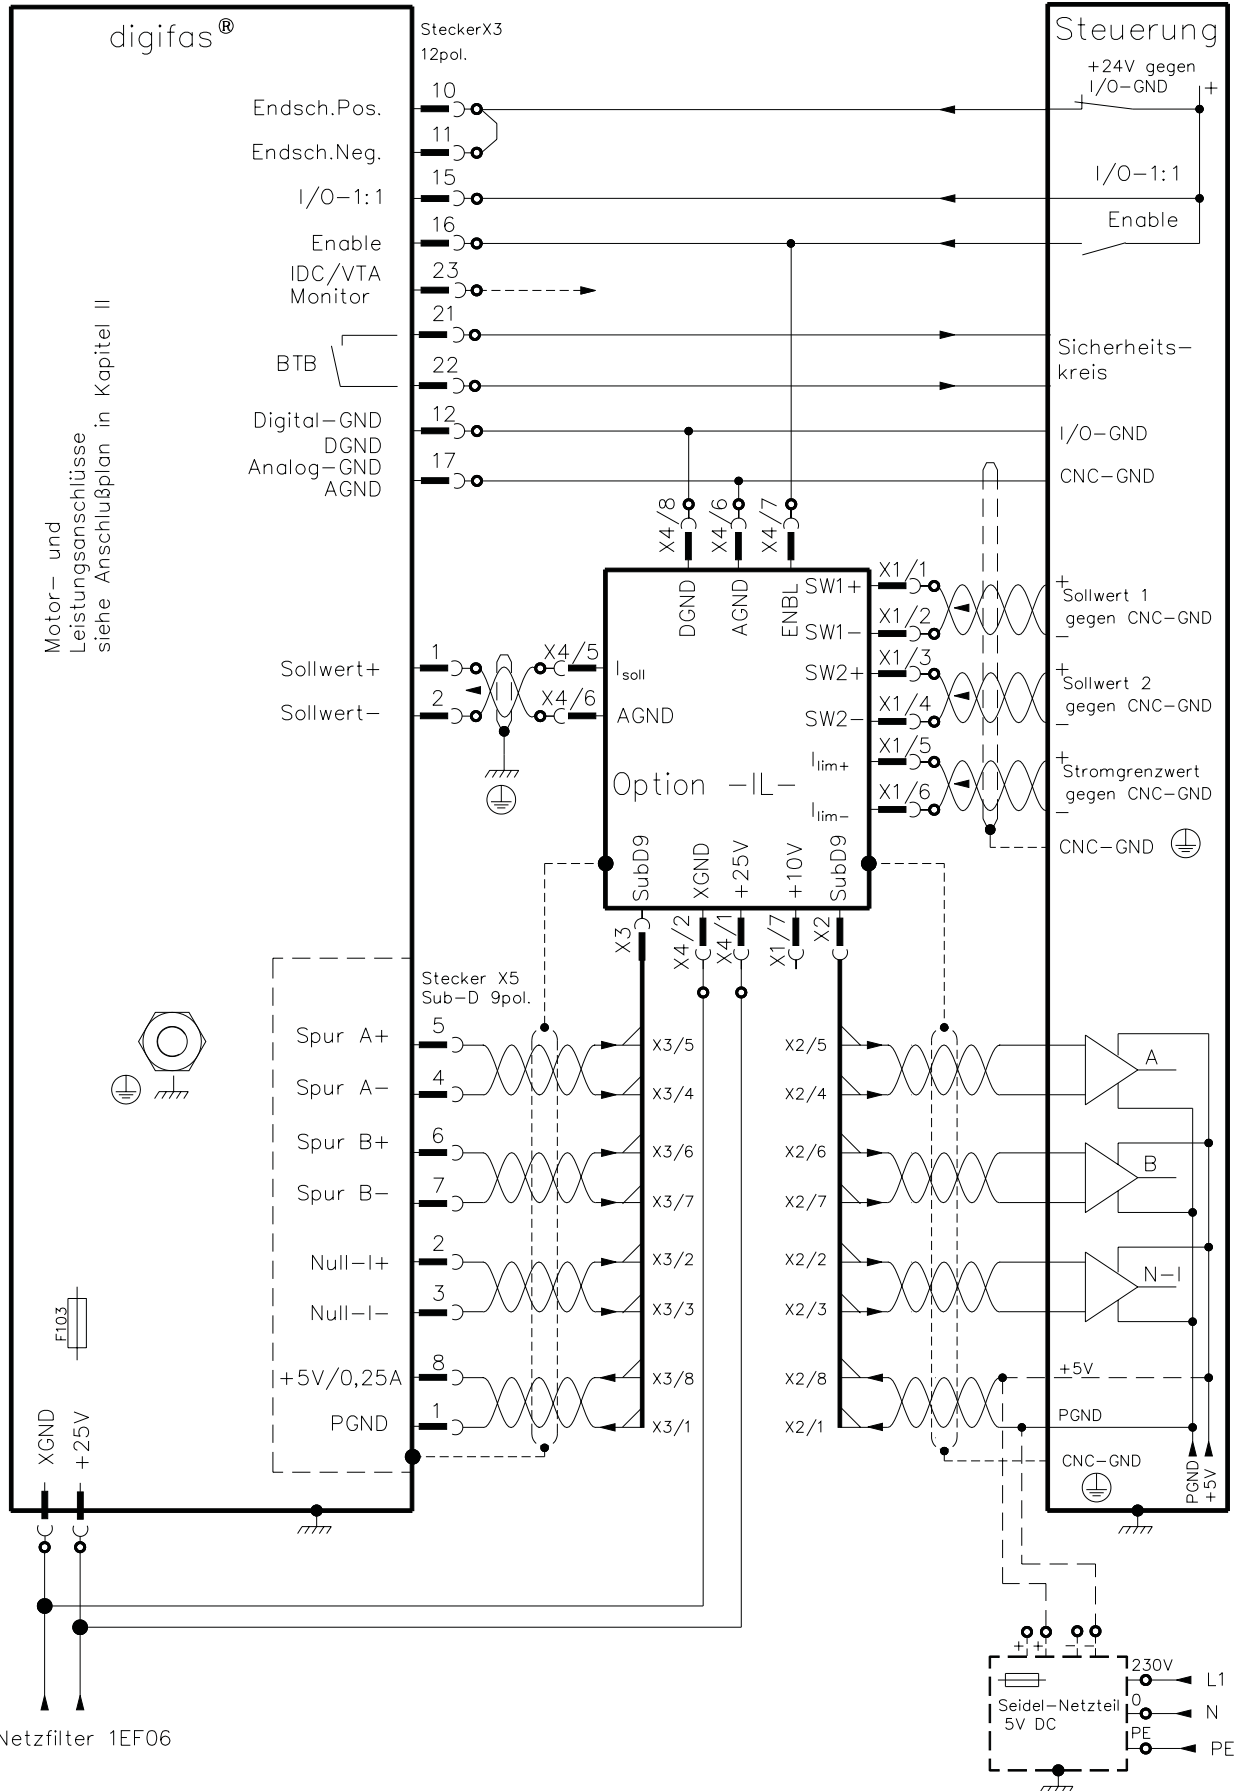 digifas®
SteckerX3
12pol.
Steuerung
+24V gegen
I/O-GND
+
Endsch.Pos.
10
Endsch.Neg.
11
I/O-1:1
15
I/O-1:1
Enable
16
Enable
IDC/VTA
Monitor
23
21
BTB
22
Sicherheits-
kreis
Digital-GND
DGND
12
I/O-GND
Analog-GND
AGND
17
CNC-GND
Motor- und
Leistungsanschlüsse
siehe Anschlußplan in Kapitel II
X4/8
X4/6
X4/7
DGND
AGND
ENBL
SW1+
X1/1
+
Sollwert 1
gegen CNC-GND
SW1-
X1/2
-
Sollwert+
1
X4/5
Isoll
SW2+
X1/3
+
Sollwert 2
gegen CNC-GND
Sollwert-
2
X4/6
AGND
SW2-
X1/4
-
Option -IL-
Ilim+
X1/5
+
Stromgrenzwert
gegen CNC-GND
Ilim-
X1/6
-
CNC-GND
SubD9
XGND
+25V
+10V
SubD9
X3
X4/2
X4/1
X1/7
X2
Stecker X5
Sub-D 9pol.
Spur A+
5
X3/5
X2/5
A
Spur A-
4
X3/4
X2/4
Spur B+
6
X3/6
X2/6
B
Spur B-
7
X3/7
X2/7
Null-I+
2
X3/2
X2/2
N-I
Null-I-
3
X3/3
X2/3
F103
+5V/0,25A
8
X3/8
X2/8
+5V
PGND
1
X3/1
X2/1
PGND
XGND
+25V
CNC-GND
PGND
+5V
+
+
-
-
Seidel-Netzteil
5V DC
230V
L1
0
N
PE
PE
Netzfilter 1EF06